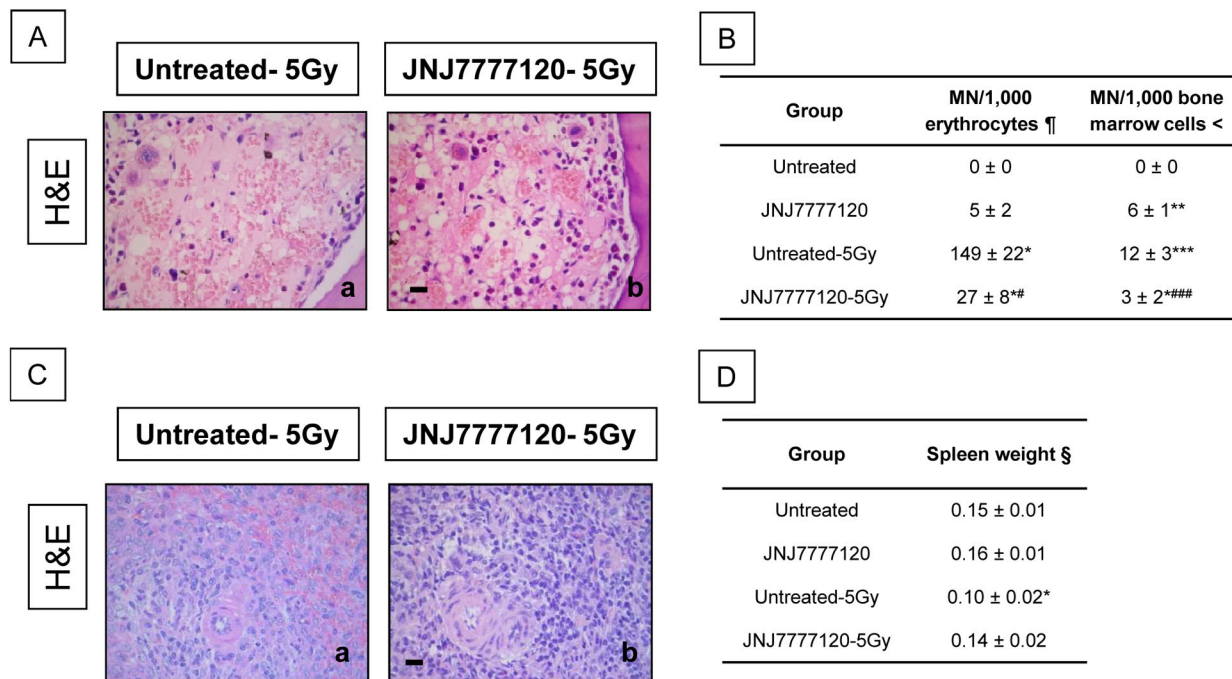 A
Untreated- 5Gy
JNJ7777120- 5Gy
H&E
a
b
B
Group MN/1,000 erythrocytes ¶ MN/1,000 bone marrow cells <
Untreated 0 ± 0 0 ± 0
JNJ7777120 5 ± 2 6 ± 1**
Untreated-5Gy 149 ± 22* 12 ± 3***
JNJ7777120-5Gy 27 ± 8*# 3 ± 2*###
C
Untreated- 5Gy
JNJ7777120- 5Gy
H&E
a
b
D
Group Spleen weight §
Untreated 0.15 ± 0.01
JNJ7777120 0.16 ± 0.01
Untreated-5Gy 0.10 ± 0.02*
JNJ7777120-5Gy 0.14 ± 0.02